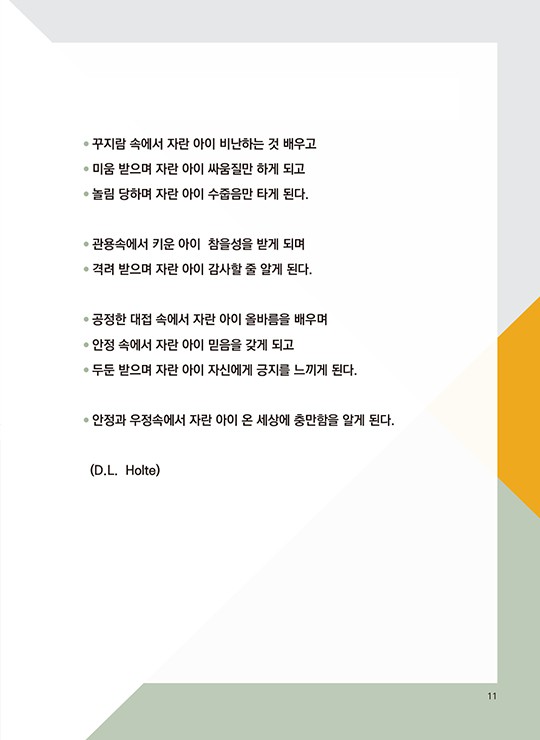 • 꾸지람 속에서 자란 아이 비난하는 것 배우고
• 미움 받으며 자란 아이 싸움질만 하게 되고
• 놀림 당하며 자란 아이 수줍음만 타게 된다.
• 관용속에서 키운 아이  참을성을 받게 되며
• 격려 받으며 자란 아이 감사할 줄 알게 된다.
• 공정한 대접 속에서 자란 아이 올바름을 배우며
• 안정 속에서 자란 아이 믿음을 갖게 되고
• 두둔 받으며 자란 아이 자신에게 긍지를 느끼게 된다.
• 안정과 우정속에서 자란 아이 온 세상에 충만함을 알게 된다.
(D.L.  Holte)
11